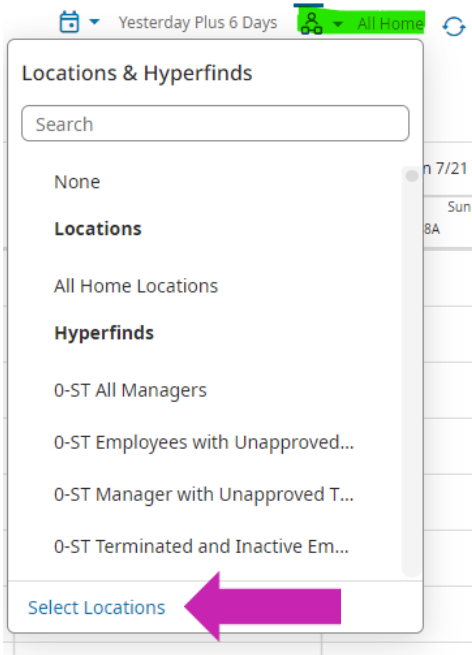 Yesterday Plus 6 Days All Home
Locations & Hyperfinds
Search
n 7/21
None
Sun
Locations
8A
All Home Locations
Hyperfinds
0-ST All Managers
0-ST Employees with Unapproved...
0-ST Manager with Unapproved T...
0-ST Terminated and Inactive Em...
Select Locations